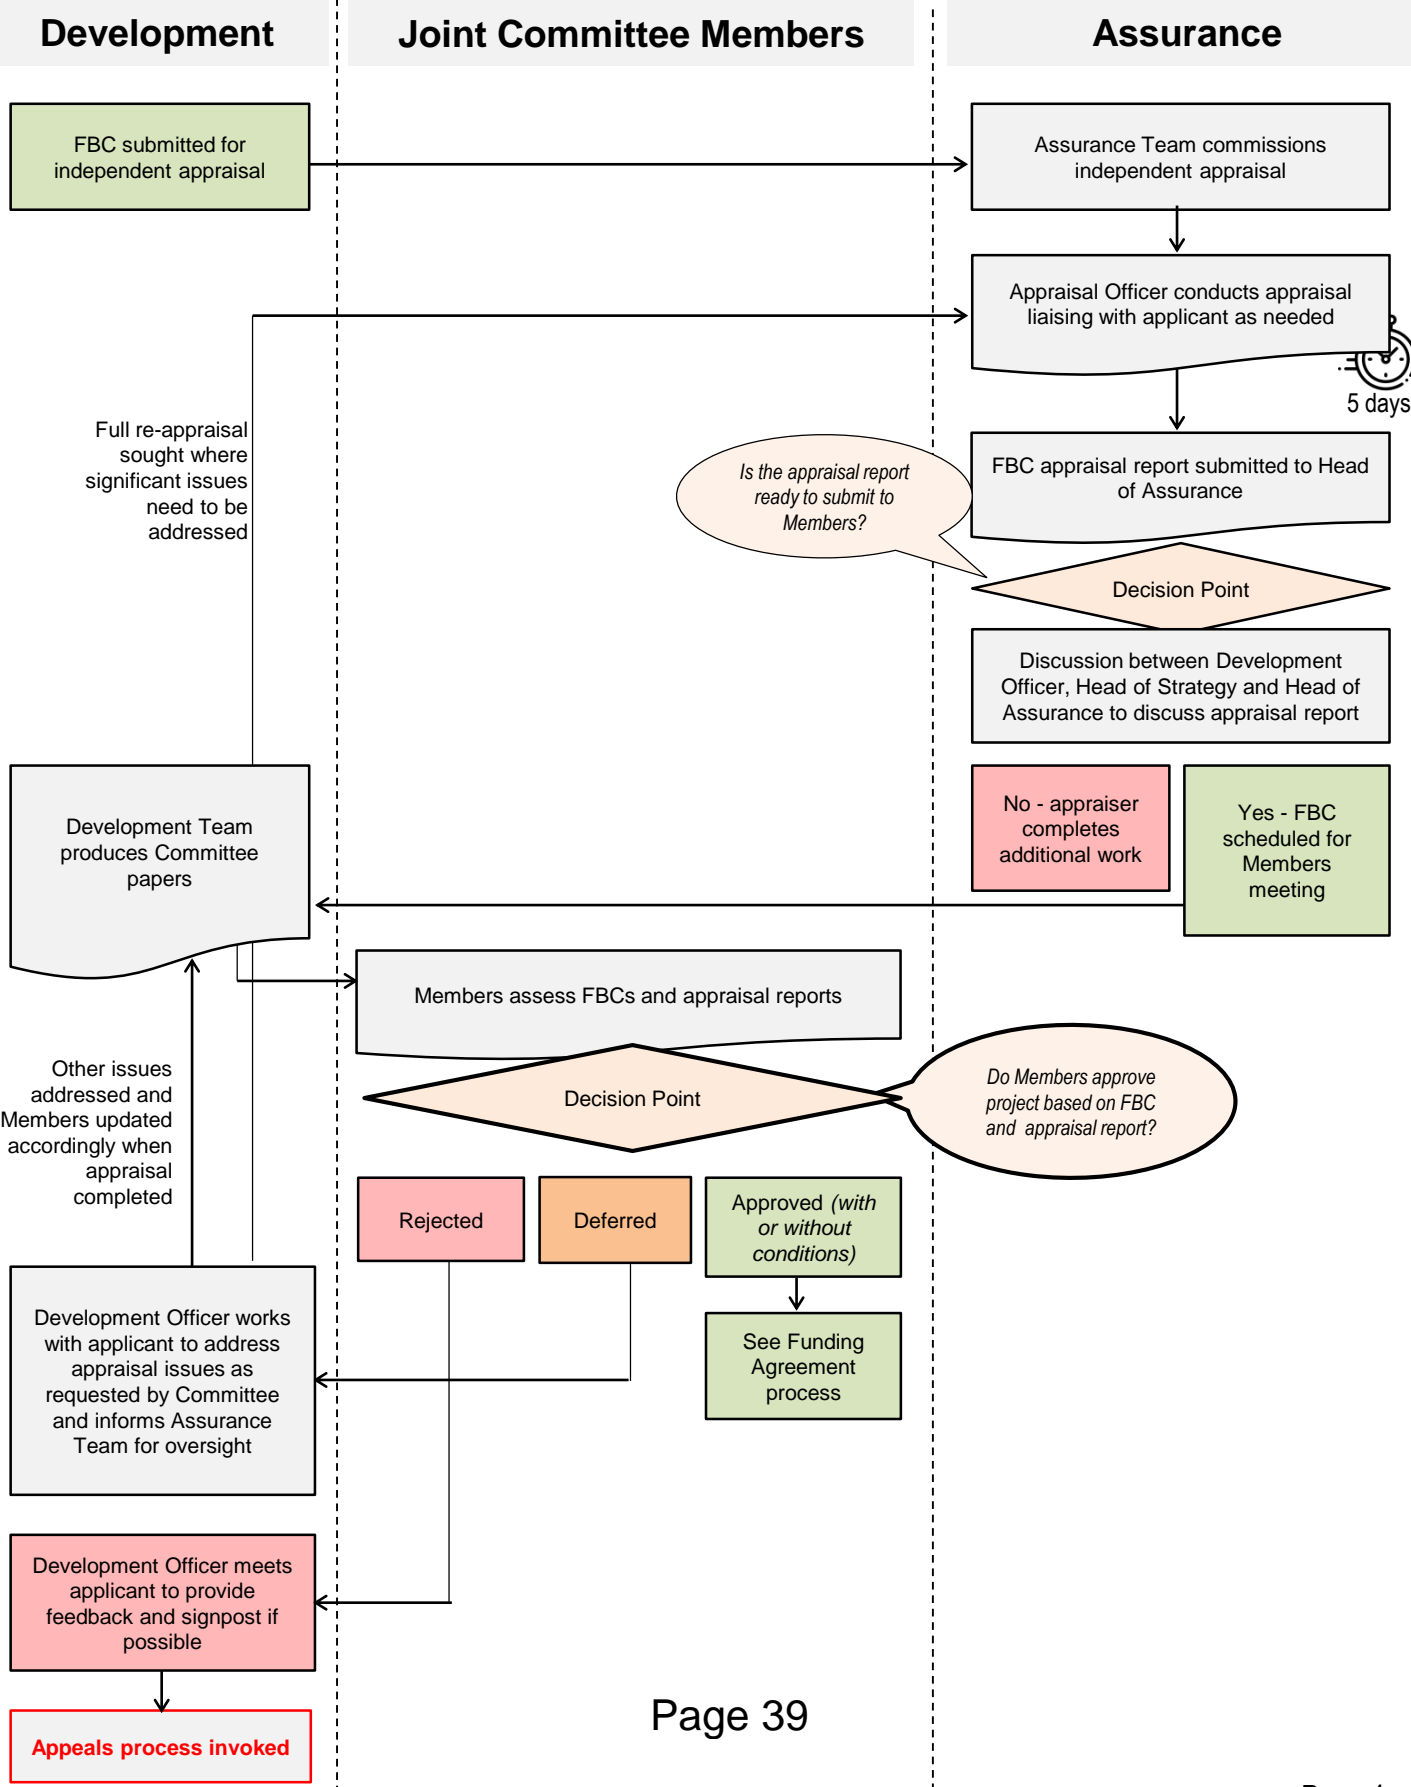 Development
Joint Committee Members
Assurance
FBC submitted for
independent appraisal
Assurance Team commissions
independent appraisal
Appraisal Officer conducts appraisal
liaising with applicant as needed
5 days
Full re-appraisal
sought where
significant issues
need to be
addressed
Is the appraisal report
ready to submit to
Members?
FBC appraisal report submitted to Head
of Assurance
Decision Point
Discussion between Development
Officer, Head of Strategy and Head of
Assurance to discuss appraisal report
No - appraiser
completes
additional work
Yes - FBC
scheduled for
Members
meeting
Development Team
produces Committee
papers
Members assess FBCs and appraisal reports
Decision Point
Do Members approve
project based on FBC
and appraisal report?
Other issues
addressed and
Members updated
accordingly when
appraisal
completed
Rejected
Deferred
Approved (with
or without
conditions)
See Funding
Agreement
process
Development Officer works
with applicant to address
appraisal issues as
requested by Committee
and informs Assurance
Team for oversight
Development Officer meets
applicant to provide
feedback and signpost if
possible
Appeals process invoked
Page 39